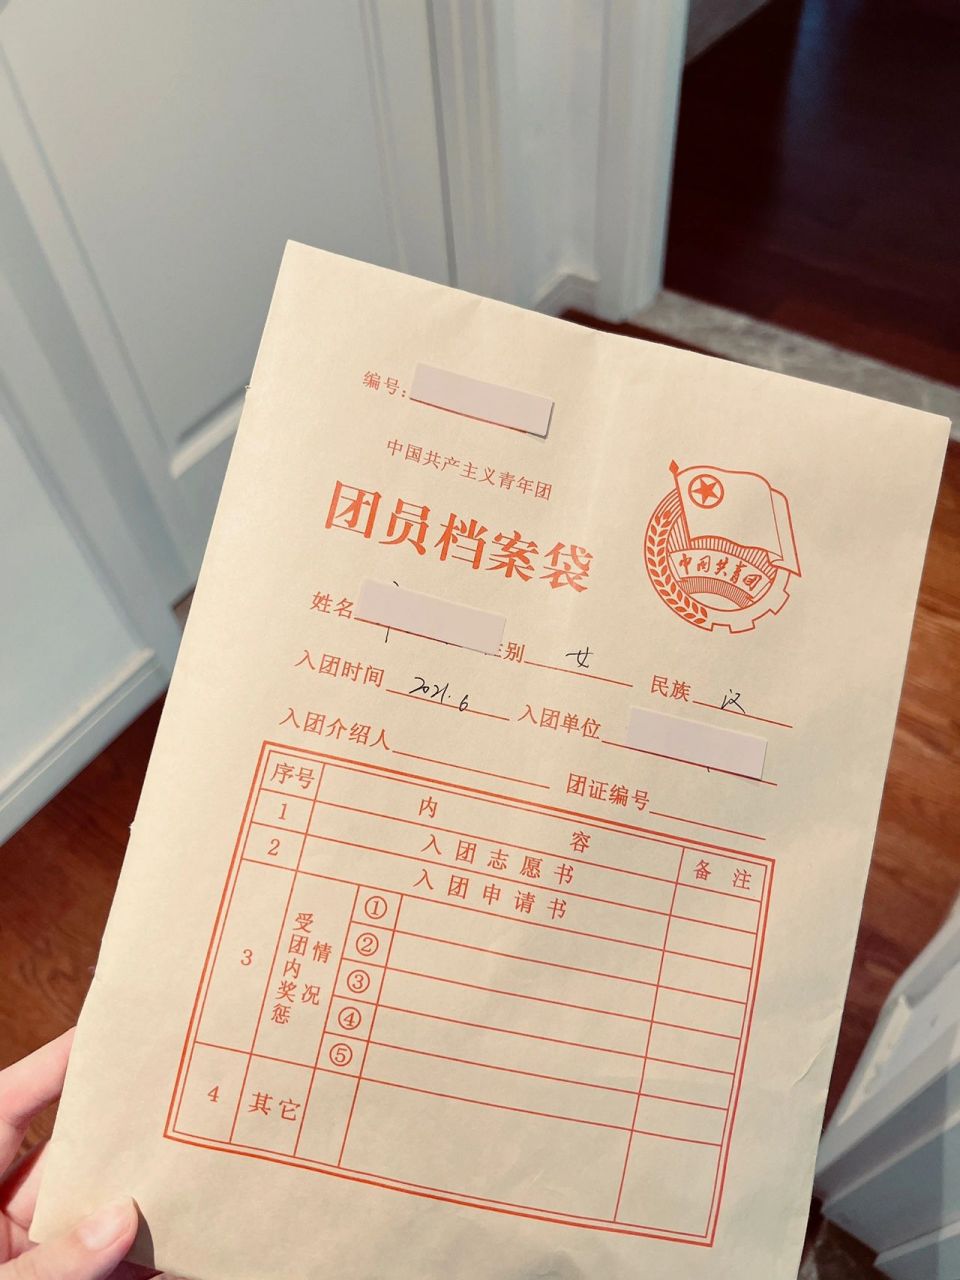 编号：
中国共产主义青年团
团员档案袋
中国共青团
姓名 性别 女 民族 汉
入团时间 2021.6 入团单位
入团介绍人 团证编号
序号 内容 备注
1 入团志愿书
2 入团申请书
3 受团内奖惩情况 ①
②
③
④
⑤
4 其它